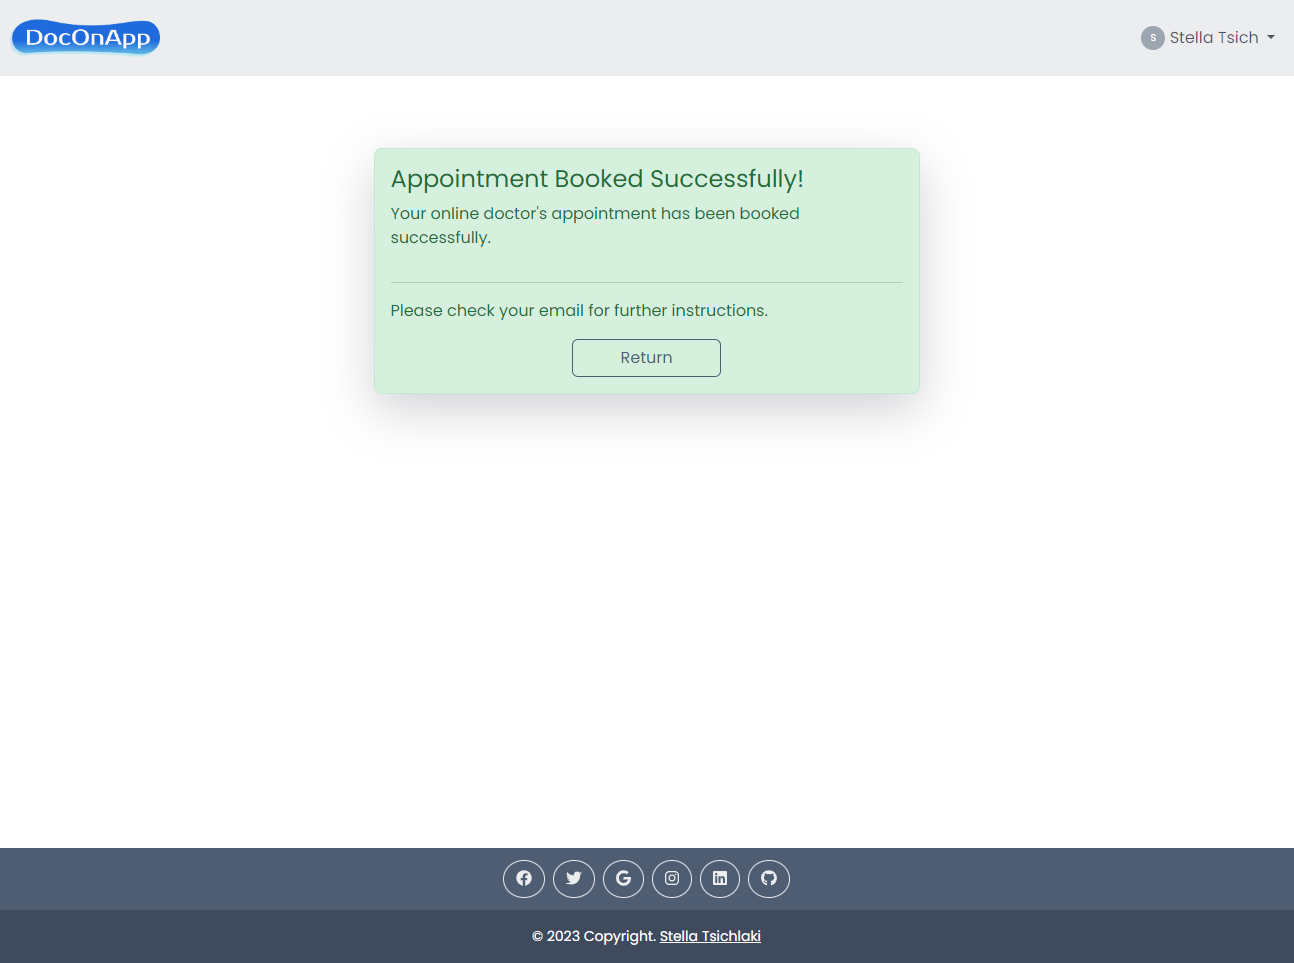 DocOnApp
S Stella Tsich
Appointment Booked Successfully!
Your online doctor's appointment has been booked
successfully.
Please check your email for further instructions.
Return
© 2023 Copyright. Stella Tsichlaki